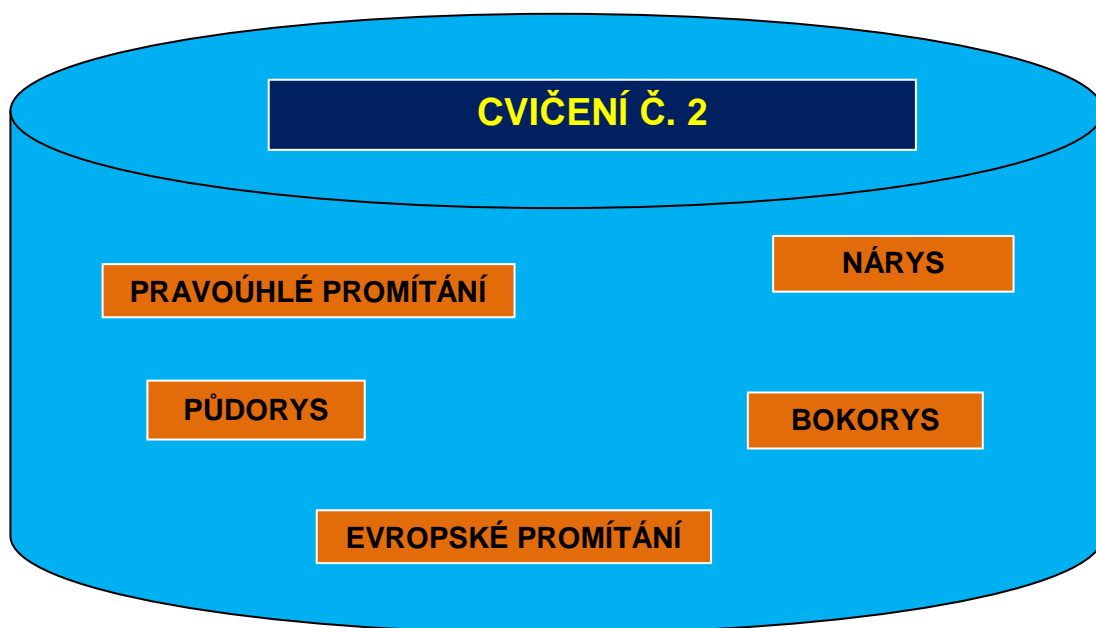 CVIČENÍ Č. 2
NÁRYS
PRAVOÚHLÉ PROMÍTÁNÍ
PŮDORYS
BOKORYS
EVROPSKÉ PROMÍTÁNÍ